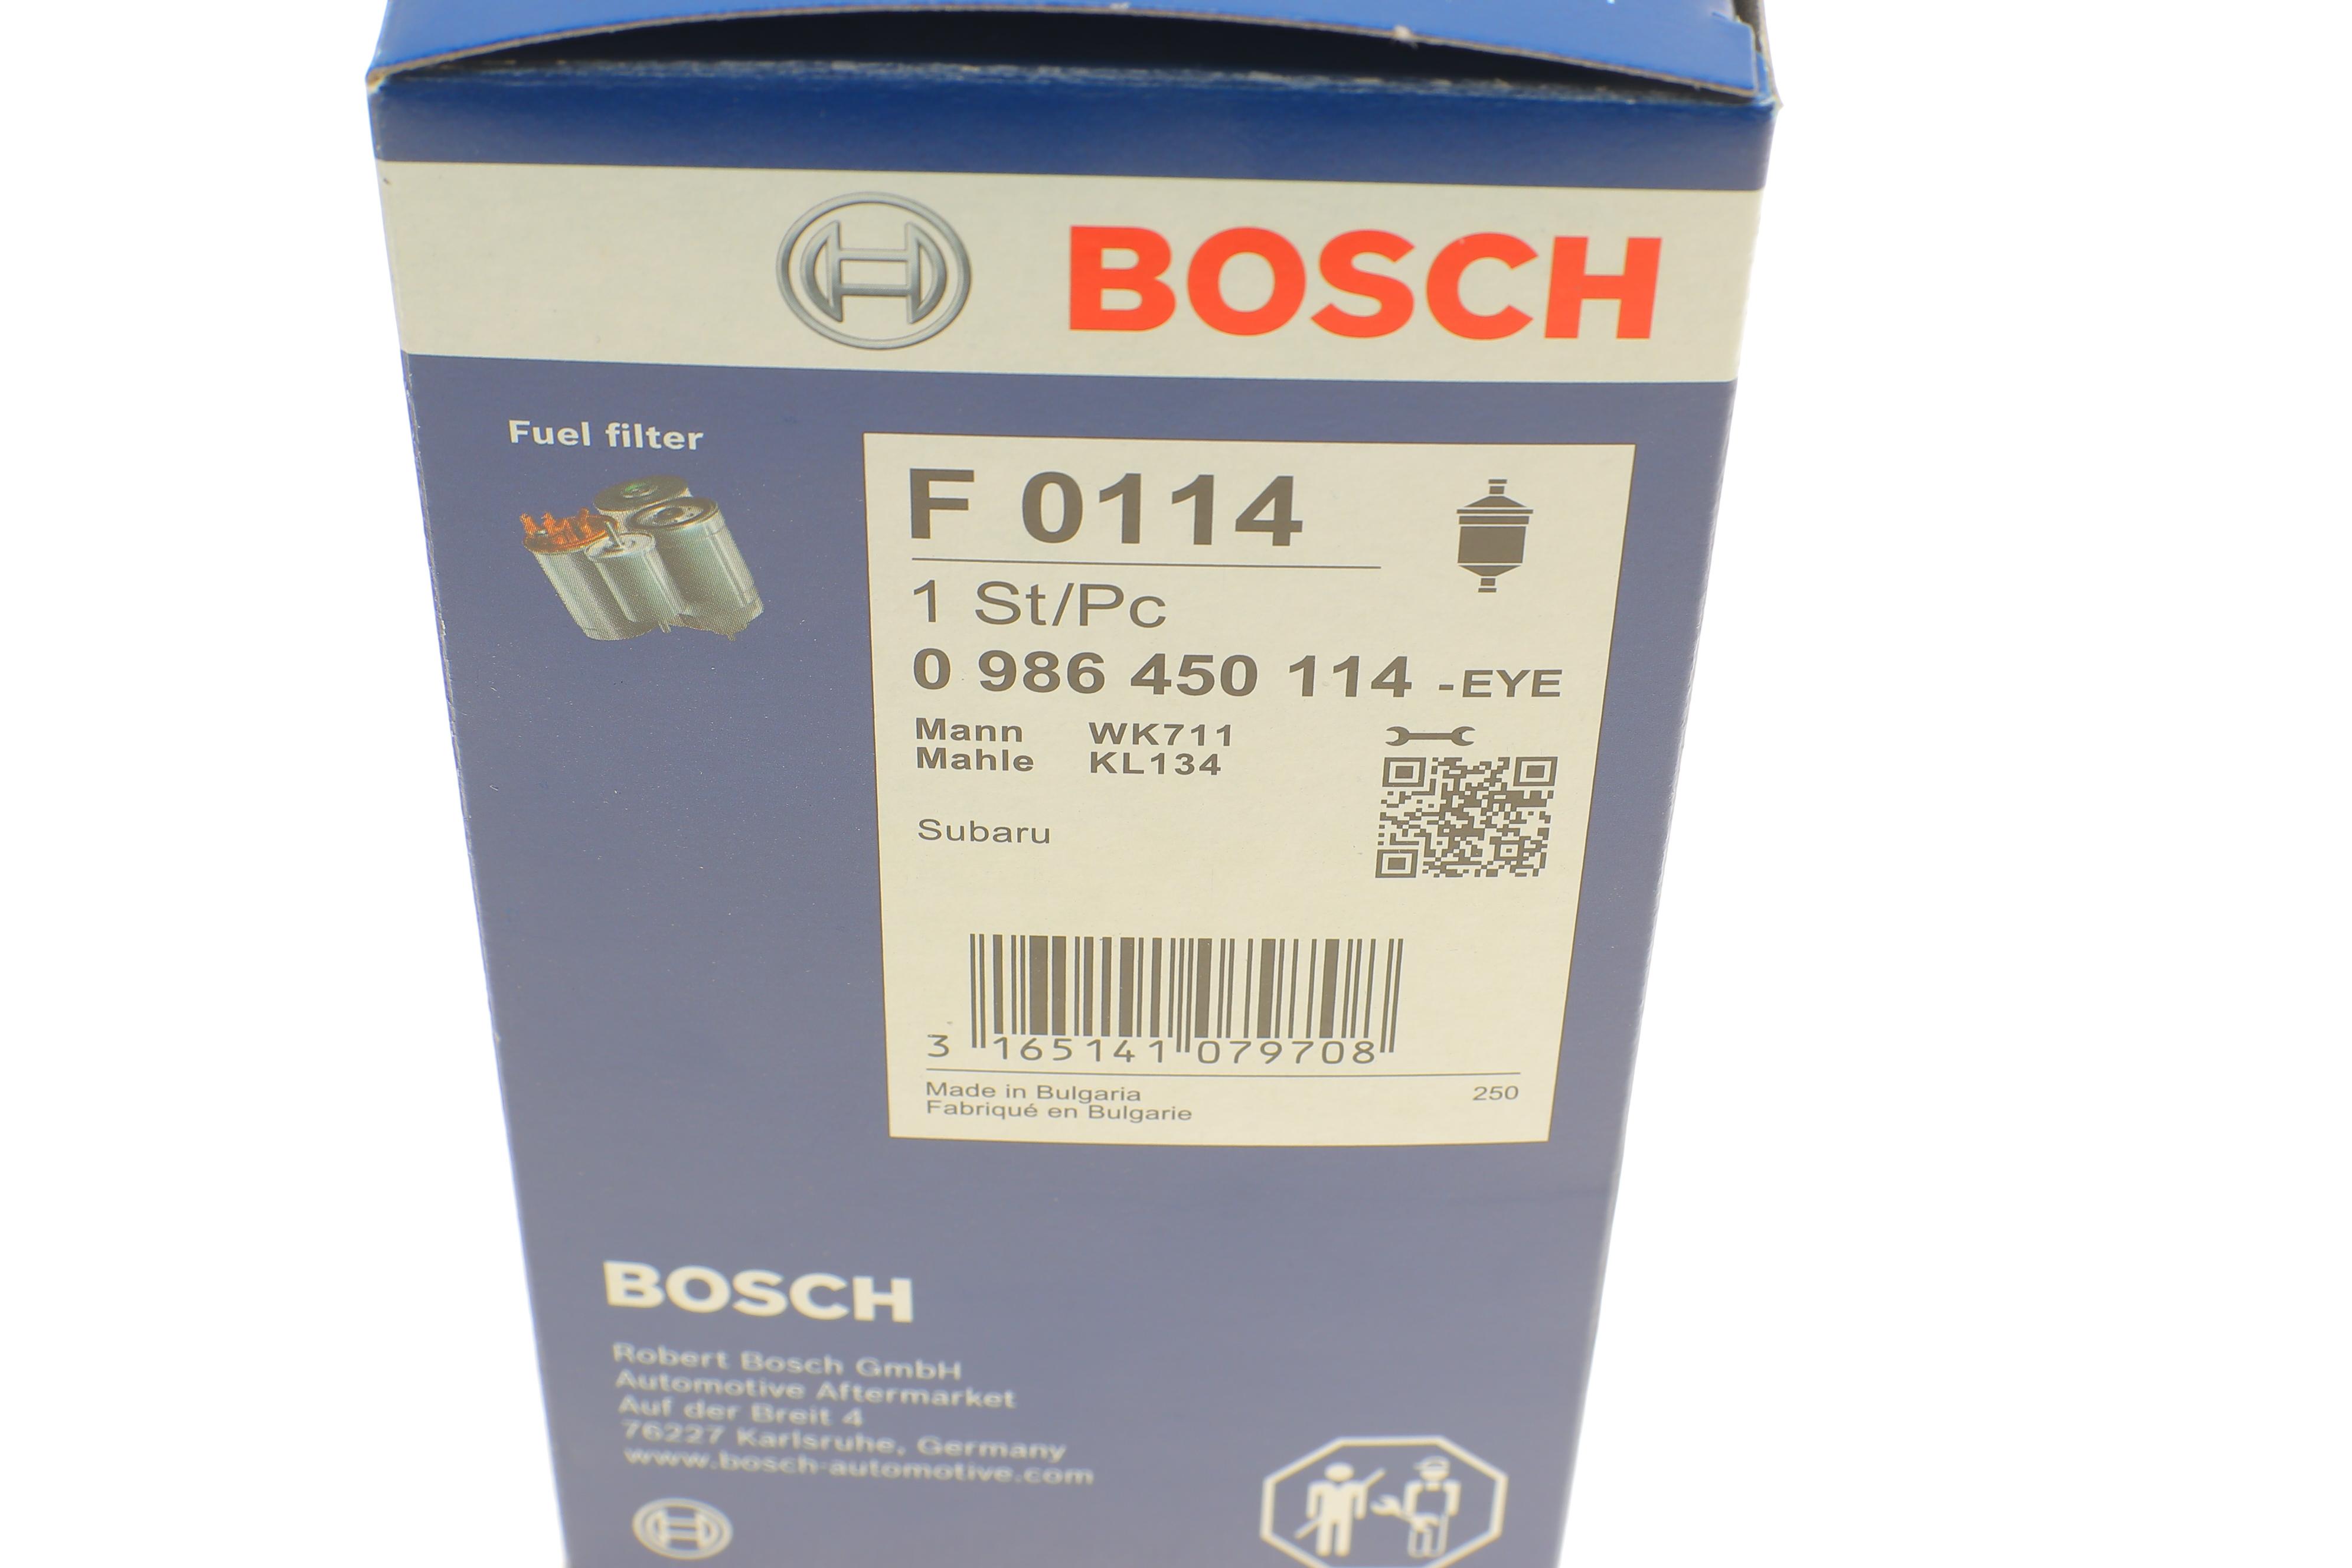 BOSCH
Fuel filter
F 0114
1 St/Pc
0 986 450 114 -EYE
Mann WK711
Mahle KL134
Subaru
3 165141 079708
Made in Bulgaria 250
Fabriqué en Bulgarie
BOSCH
Robert Bosch GmbH
Automotive Aftermarket
Auf der Breit 4
76227 Karlsruhe, Germany
www.bosch-automotive.com